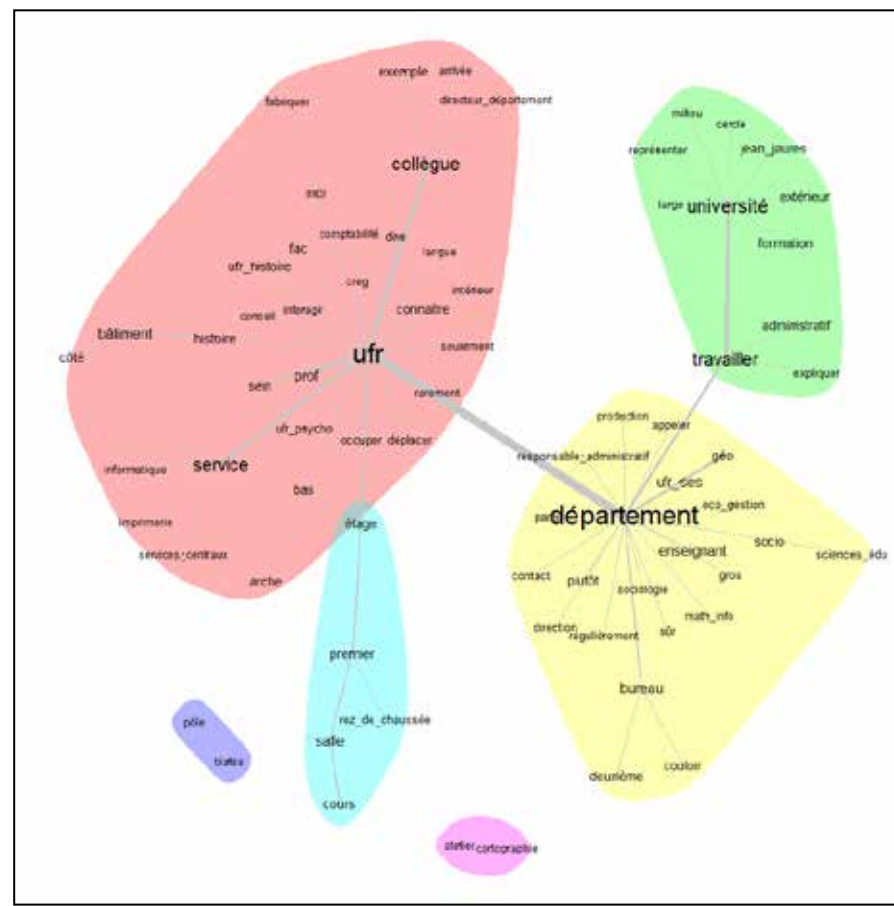 exemple arrivée
fabriquer
directeur_département
collègue
comptabilité dire
fac
langue
ufr_histoire
creg
intérieur
conseil interagir connaître
bâtiment
histoire
seulement
côté
ufr
sein
prof
rarement
ufr_psycho
occuper déplacer
informatique
service
bas
imprimerie
services_centraux
arche
milieu
cercle
représenter
jean_jaures
large université
extérieur
formation
administratif
travailler
expliquer
production
appeler
responsable_administratif
géo
ufr_ses
eco_gestion
département
enseignant
socio
sciences_édu
contact
plutôt
sociologie
gros
math_info
direction
régulièrement
sûr
bureau
couloir
deuxième
étage
premier
rez_de_chaussée
salle
cours
pôle
atelier cartographie